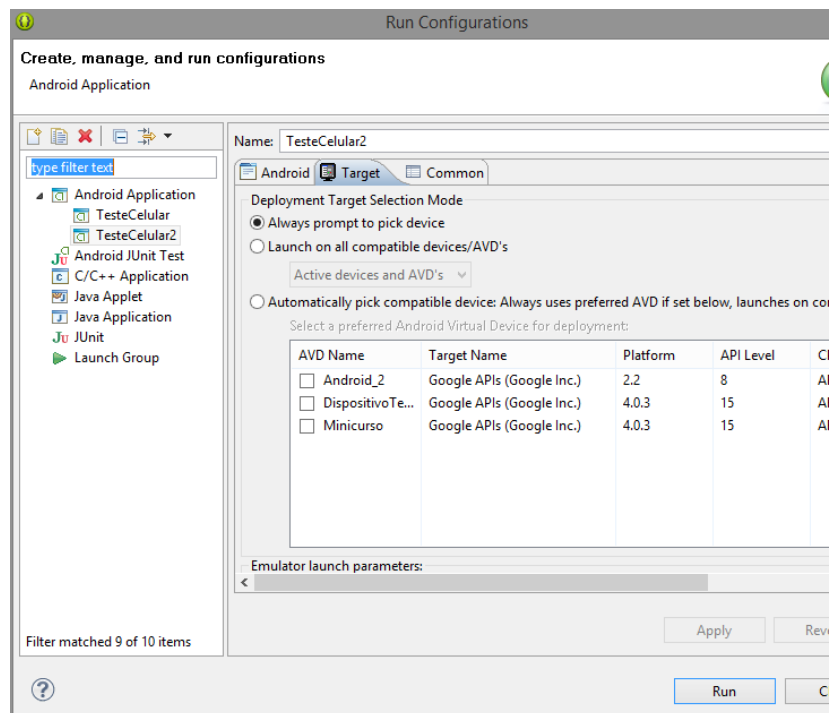 Run Configurations
Create, manage, and run configurations
Android Application
type filter text
Android Application
TesteCelular
TesteCelular2
Android JUnit Test
C/C++ Application
Java Applet
Java Application
JUnit
Launch Group
Filter matched 9 of 10 items
Name: TesteCelular2
Android Target Common
Deployment Target Selection Mode
Always prompt to pick device
Launch on all compatible devices/AVD's
Active devices and AVD's
Automatically pick compatible device: Always uses preferred AVD if set below, launches on
Select a preferred Android Virtual Device for deployment:
AVD Name Target Name Platform API Level
Android_2 Google APIs (Google Inc.) 2.2 8
DispositivoTe... Google APIs (Google Inc.) 4.0.3 15
Minicurso Google APIs (Google Inc.) 4.0.3 15
Emulator launch parameters:
Apply
Run